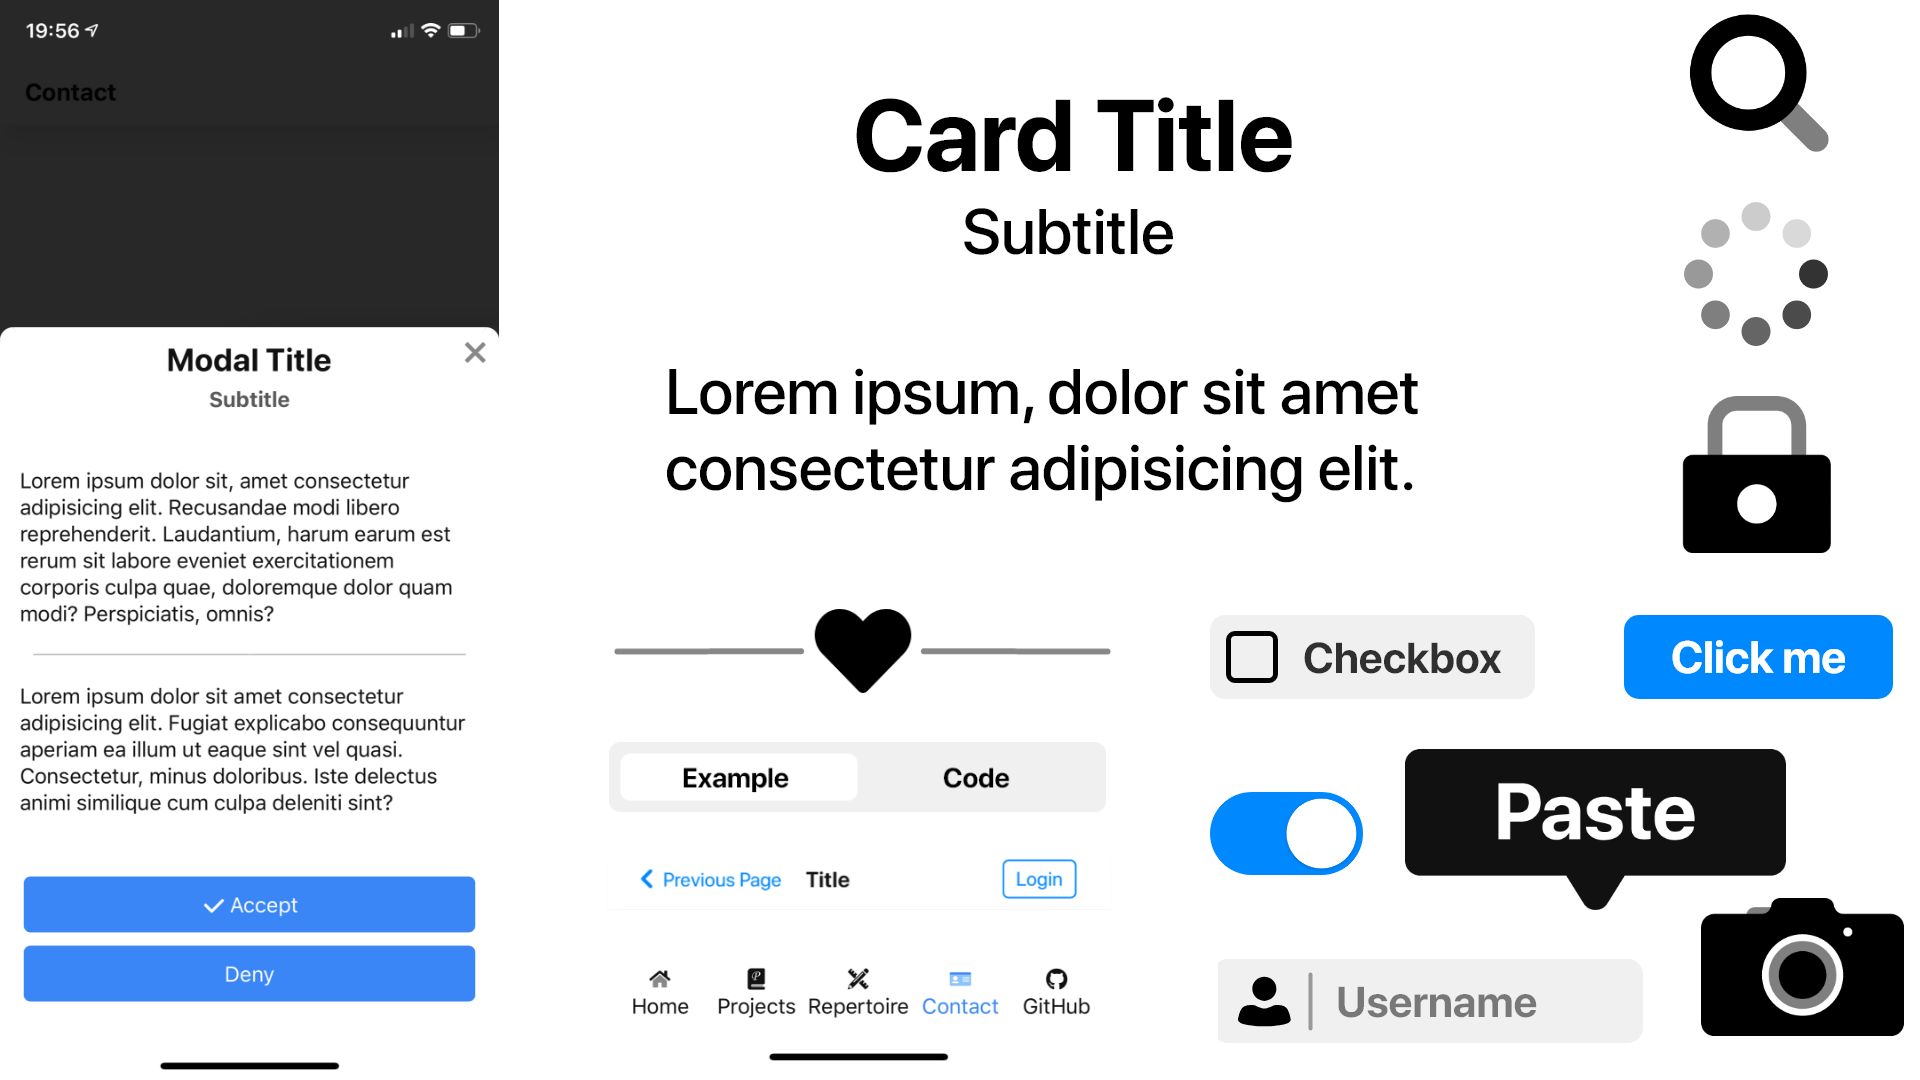 19:56
Contact
Modal Title
Subtitle
Lorem ipsum dolor sit, amet consectetur
adipisicing elit. Recusandae modi libero
reprehenderit. Laudantium, harum earum est
rerum sit labore eveniet exercitationem
corporis culpa quae, doloremque dolor quam
modi? Perspiciatis, omnis?
Lorem ipsum dolor sit amet consectetur
adipisicing elit. Fugiat explicabo consequuntur
aperiam ea illum ut eaque sint vel quasi.
Consectetur, minus doloribus. Iste delectus
animi similique cum culpa deleniti sint?
Accept
Deny
Card Title
Subtitle
Lorem ipsum, dolor sit amet
consectetur adipisicing elit.
Checkbox
Click me
Example Code
Paste
Previous Page Title Login
Home Projects Repertoire Contact GitHub
Username